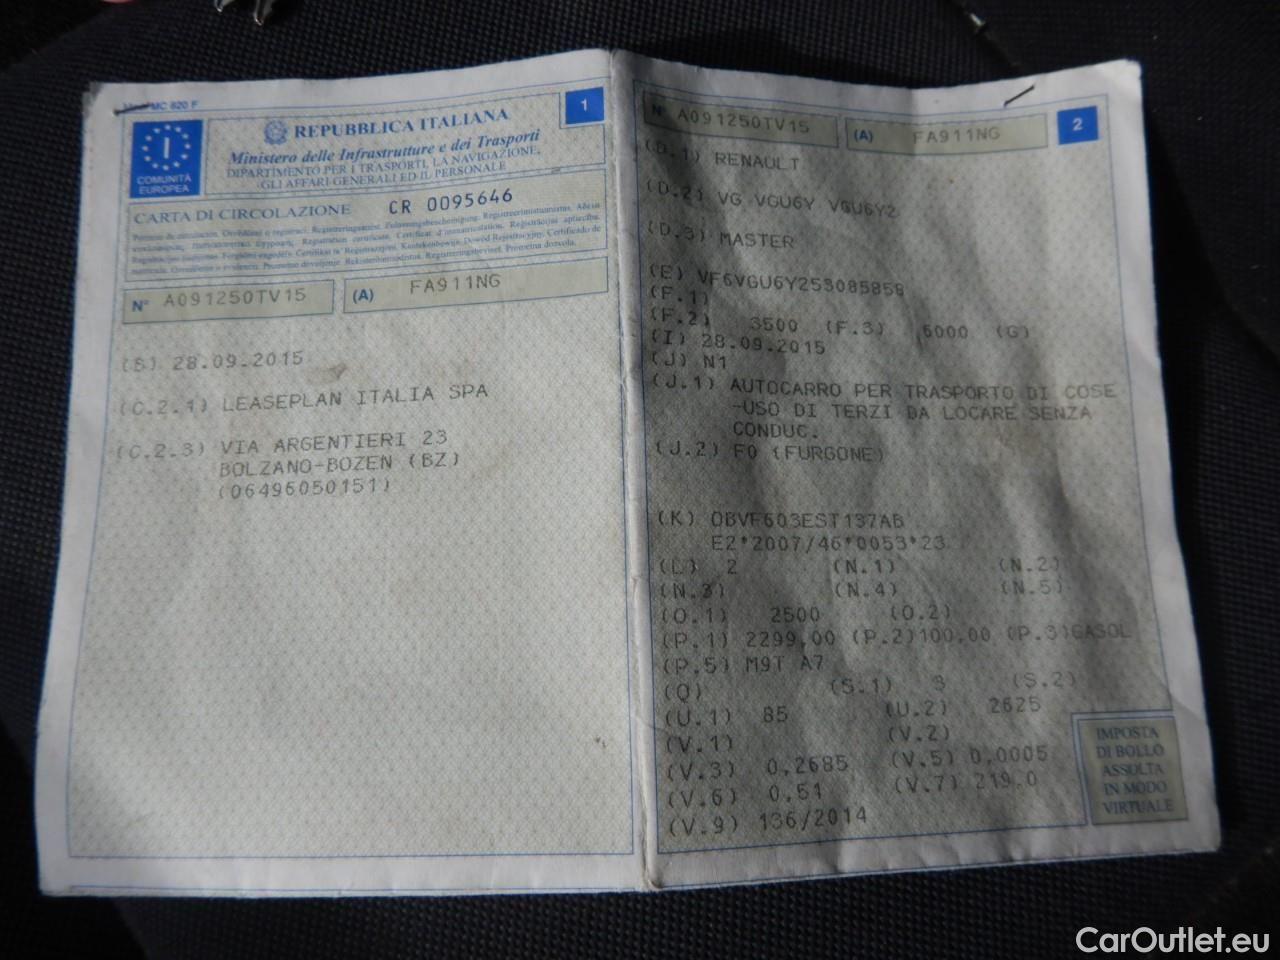 MC 820 F
1
I
COMUNITÀ
EUROPEA
REPUBBLICA ITALIANA
Ministero delle Infrastrutture e dei Trasporti
DIPARTIMENTO PER I TRASPORTI, LA NAVIGAZIONE,
GLI AFFARI GENERALI ED IL PERSONALE
CARTA DI CIRCOLAZIONE CR 0095646
N° A091250TV15 (A) FA911NG
(B) 28.09.2015
(C.2.1) LEASEPLAN ITALIA SPA
(C.2.3) VIA ARGENTIERI 23
BOLZANO-BOZEN (BZ)
(06496050151)
N° A091250TV15 (A) FA911NG
2
(D.1) RENAULT
(D.2) VG VGU6Y VGU6Y2
(D.3) MASTER
(E) VF6VGU6Y253085858
(F.1)
(F.2) 3500 (F.3) 6000 (G)
(I) 28.09.2015
(J) N1
(J.1) AUTOCARRO PER TRASPORTO DI COSE
-USO DI TERZI DA LOCARE SENZA
CONDUC.
(J.2) F0 (FURGONE)
(K) OBVF603EST137AB
E2*2007/46*0053*23
(L) 2 (N.1) (N.2)
(N.3) (N.4) (N.5)
(O.1) 2500 (O.2)
(P.1) 2299,00 (P.2)100,00 (P.3)GASOL
(P.5) M9T A7
(Q) (S.1) 3 (S.2)
(U.1) 85 (U.2) 2625
(V.1) (V.2)
(V.3) 0,2685 (V.5) 0,0005
(V.6) 0,51 (V.7) 219,0
(V.9) 136/2014
IMPOSTA
DI BOLLO
ASSOLTA
IN MODO
VIRTUALE
CarOutlet.eu